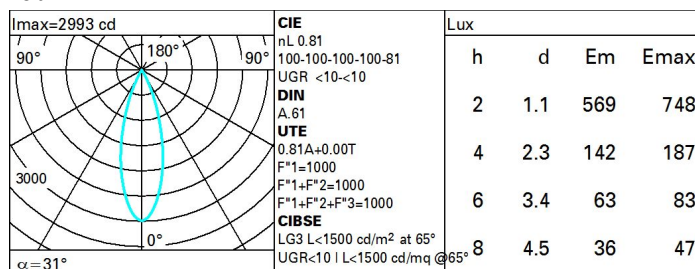 Imax=2993 cd
90°
180°
90°
3000
0°
α=31°
CIE
nL 0.81
100-100-100-100-81
UGR <10-<10
DIN
A.61
UTE
0.81A+0.00T
F"1=1000
F"1+F"2=1000
F"1+F"2+F"3=1000
CIBSE
LG3 L<1500 cd/m² at 65°
UGR<10 | L<1500 cd/mq @65°
Lux
h d Em Emax
2 1.1 569 748
4 2.3 142 187
6 3.4 63 83
8 4.5 36 47